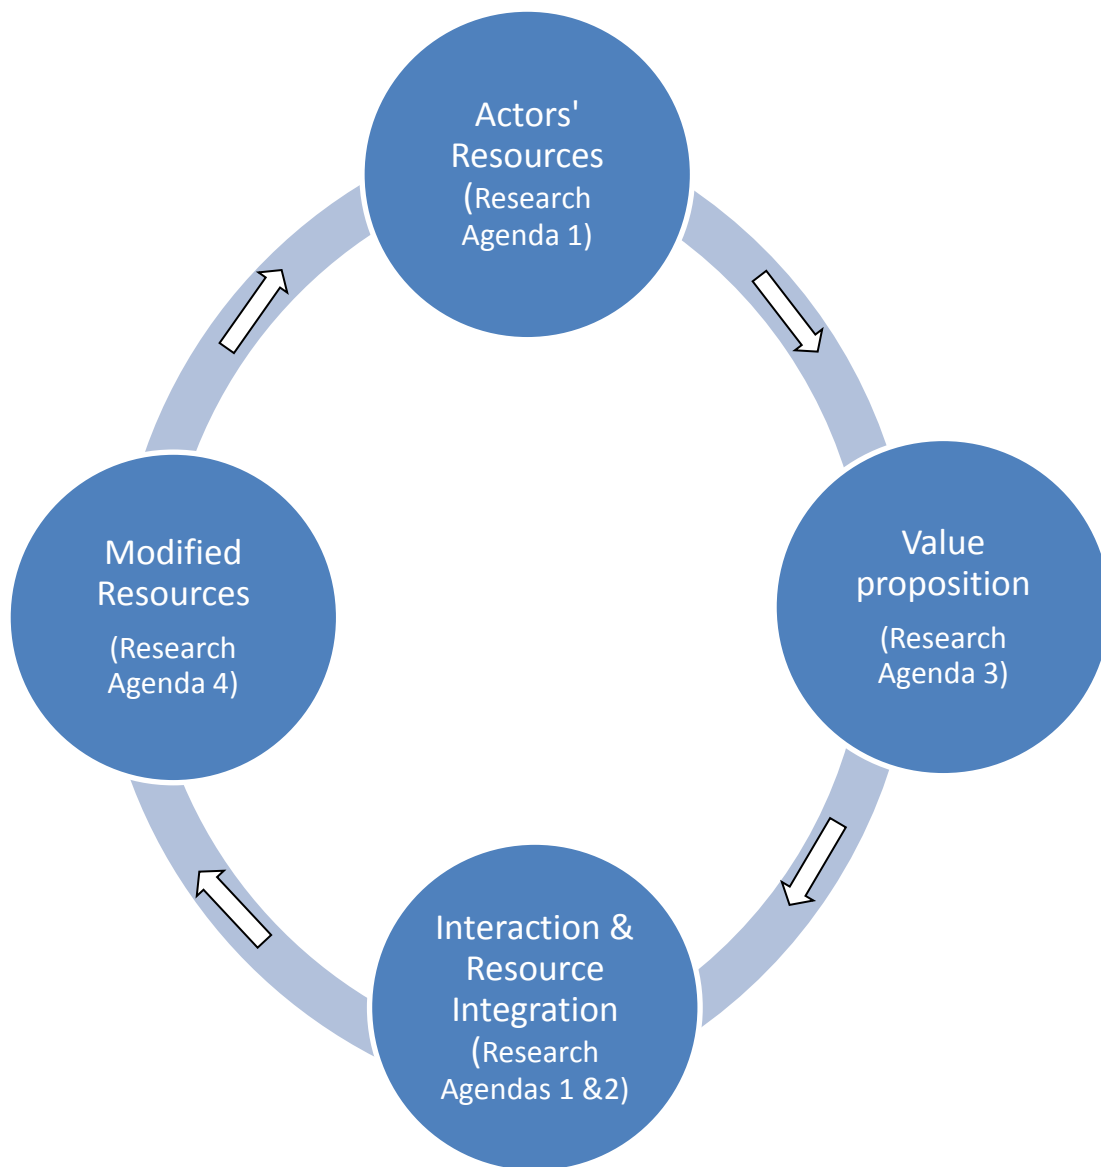 Actors'
Resources
(Research
Agenda 1)
Value
proposition
(Research
Agenda 3)
Interaction &
Resource
Integration
(Research
Agendas 1 &2)
Modified
Resources
(Research
Agenda 4)